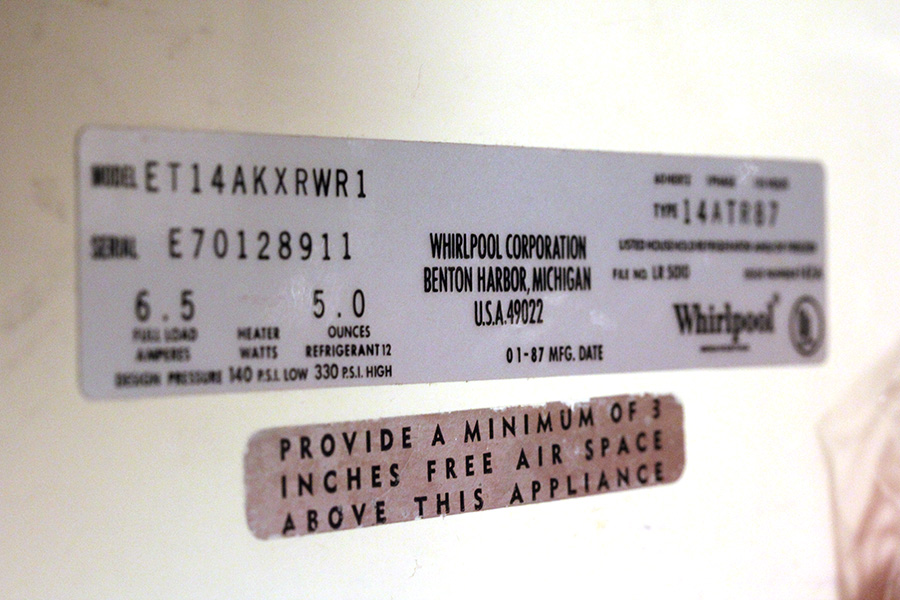 MODEL ET14AKXRWR1
SERIAL E70128911
6.5 5.0
FULL LOAD HEATER OUNCES
AMPERES WATTS REFRIGERANT 12
DESIGN PRESSURE 140 P.S.I. LOW 330 P.S.I. HIGH
WHIRLPOOL CORPORATION
BENTON HARBOR, MICHIGAN
U.S.A. 49022
01-87 MFG. DATE
TYPE 14ATR87
FILE NO. LR 5010
Whirlpool
PROVIDE A MINIMUM OF 3
INCHES FREE AIR SPACE
ABOVE THIS APPLIANCE